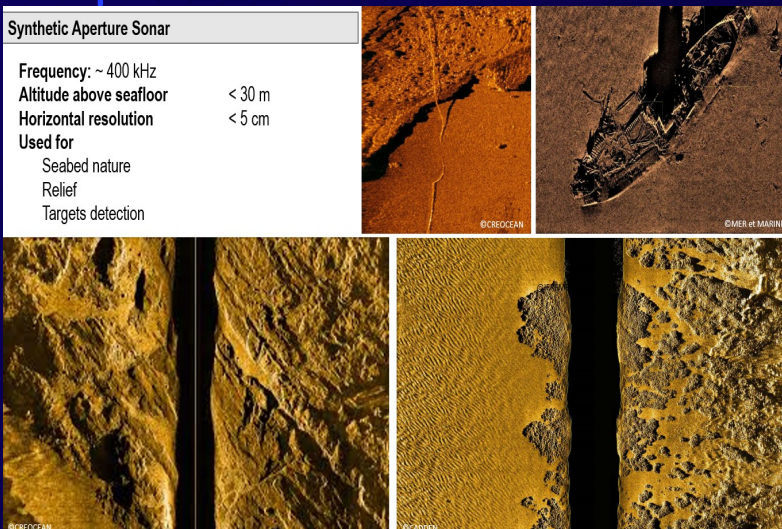 Synthetic Aperture Sonar
Frequency: ~ 400 kHz
Altitude above seafloor < 30 m
Horizontal resolution < 5 cm
Used for
Seabed nature
Relief
Targets detection
©CREOCEAN
©MER et MARINE
©CREOCEAN